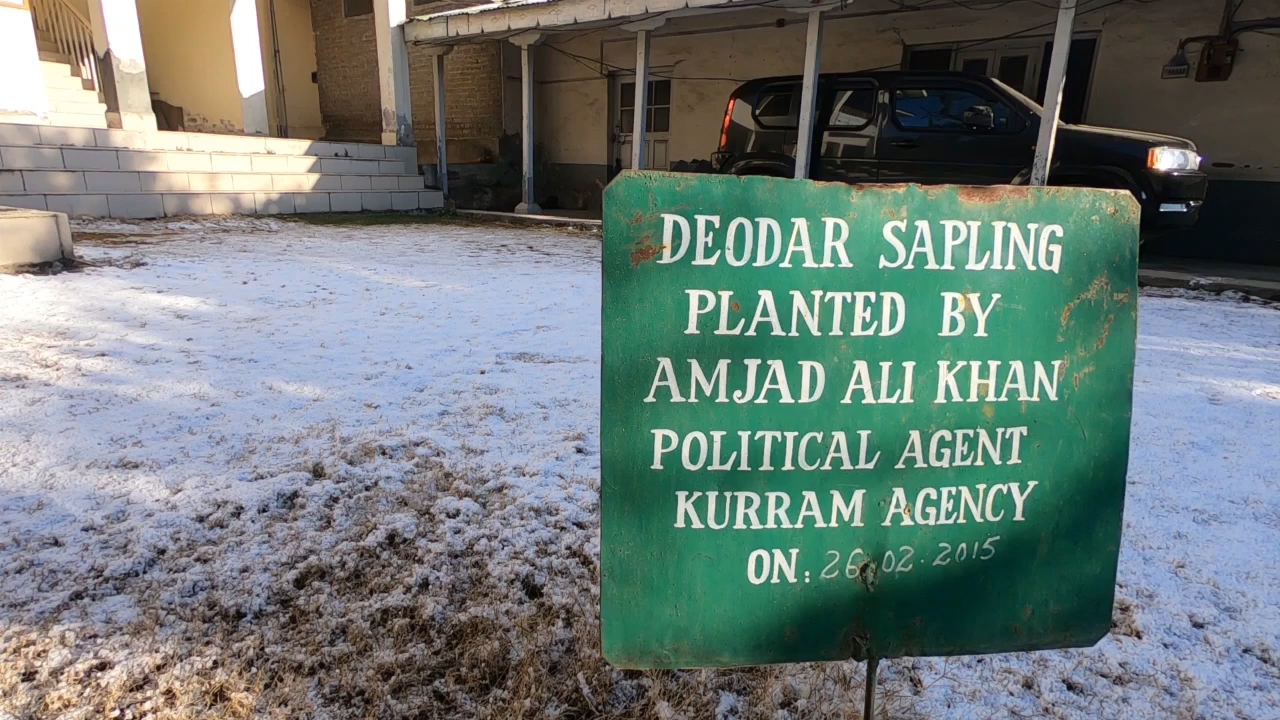 DEODAR SAPLING
PLANTED BY
AMJAD ALI KHAN
POLITICAL AGENT
KURRAM AGENCY
ON: 26.02.2015